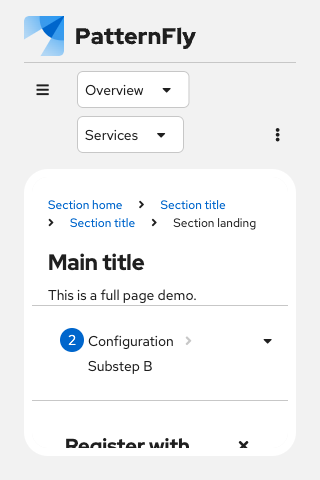 PatternFly
Overview
Services
Section home Section title
Section title Section landing
Main title
This is a full page demo.
2 Configuration
Substep B
Register with